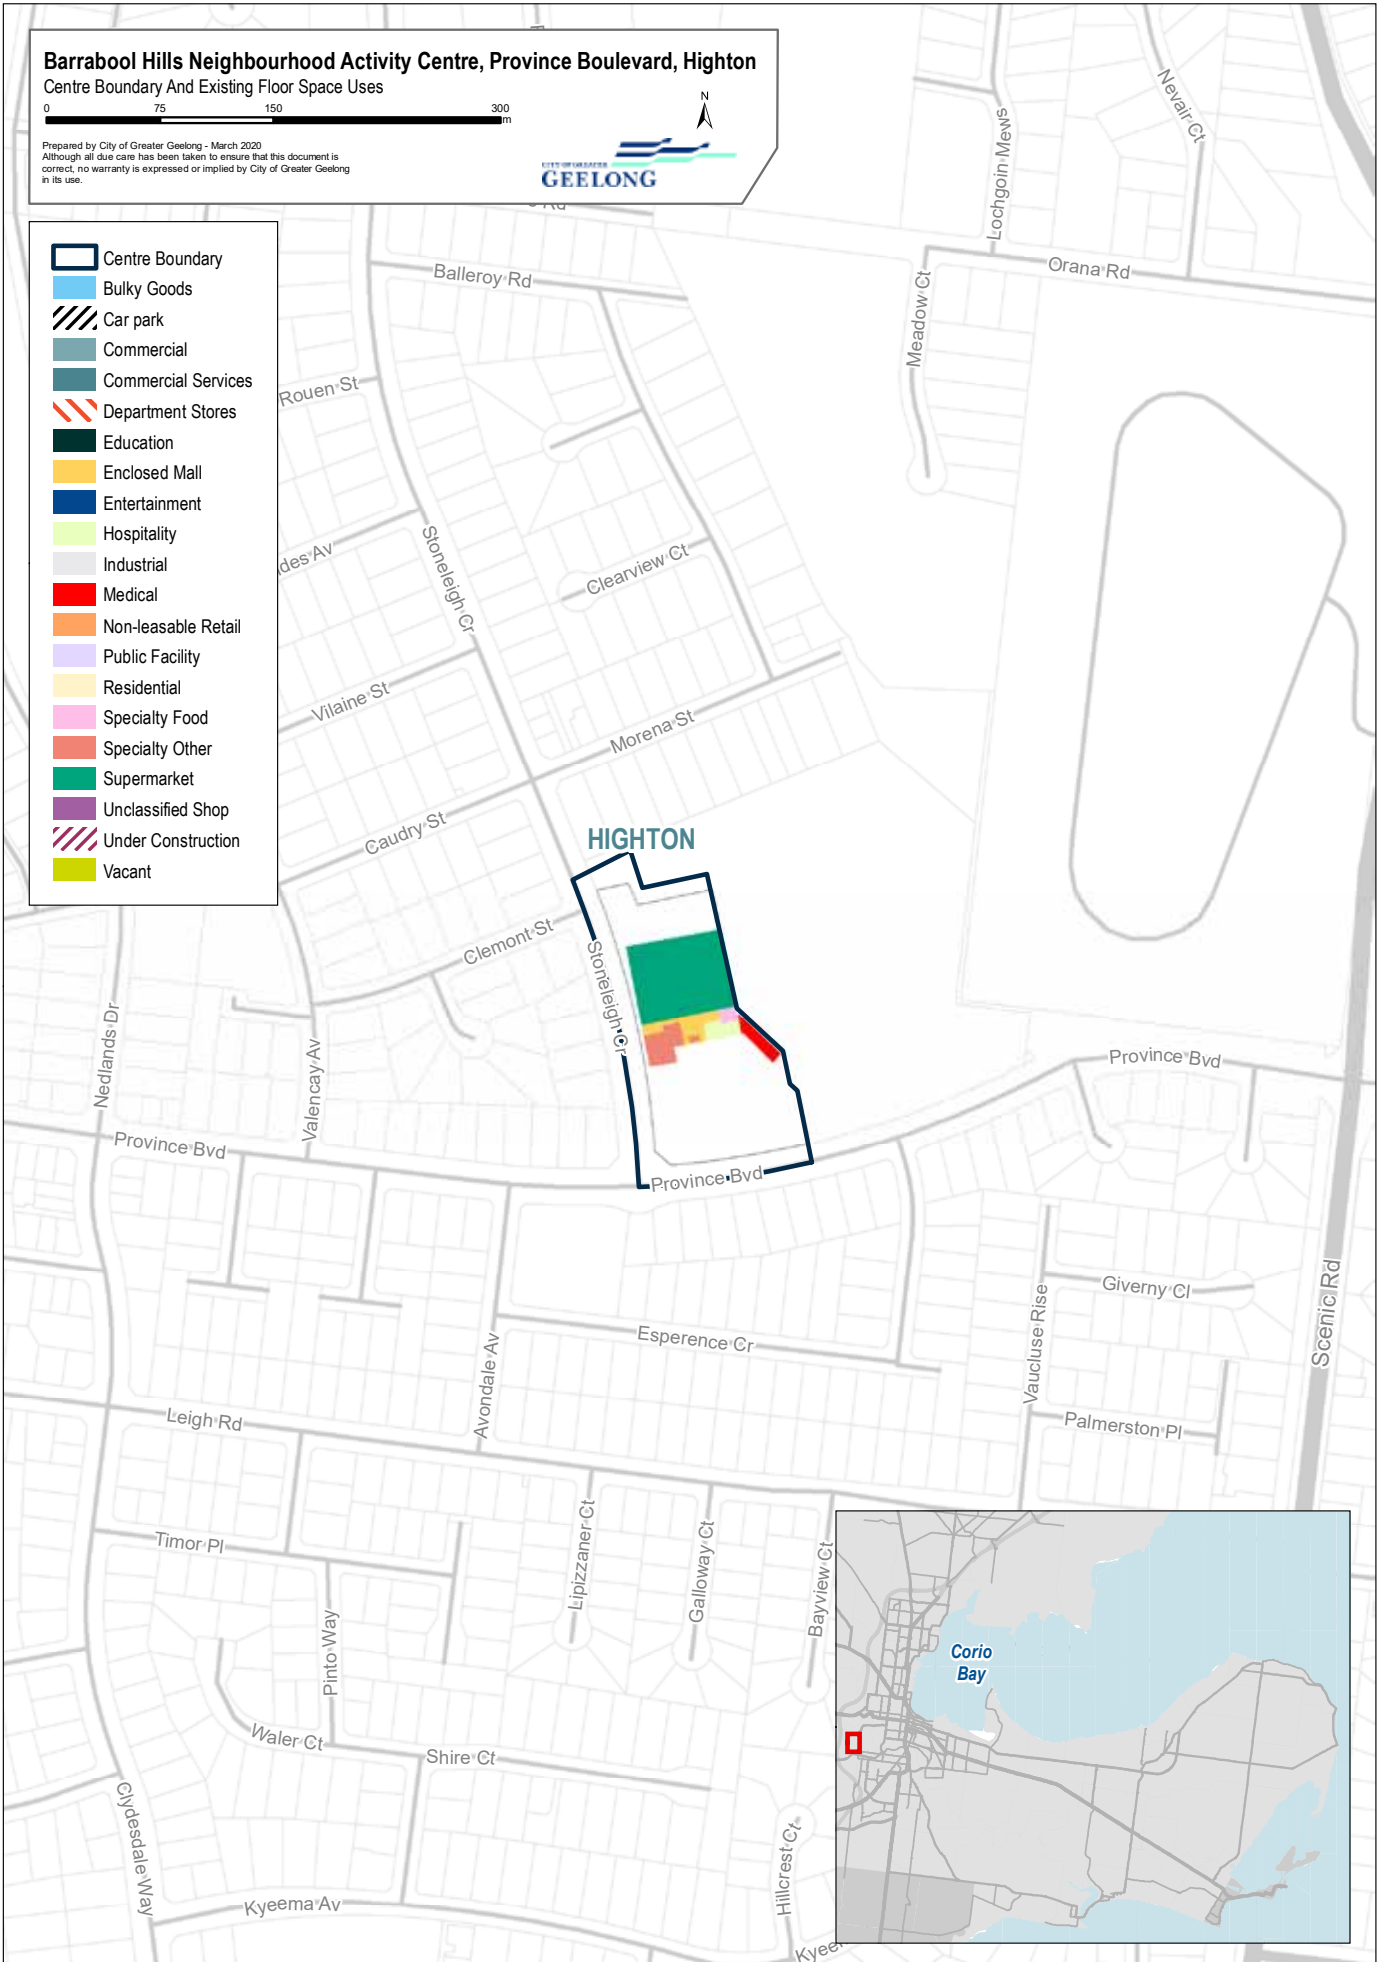 Barrabool Hills Neighbourhood Activity Centre, Province Boulevard, Highton
Centre Boundary And Existing Floor Space Uses
0 75 150 300
m
N
Prepared by City of Greater Geelong - March 2020
Although all due care has been taken to ensure that this document is
correct, no warranty is expressed or implied by City of Greater Geelong
in its use.
CITY OF GREATER
GEELONG
Centre Boundary
Bulky Goods
Car park
Commercial
Commercial Services
Department Stores
Education
Enclosed Mall
Entertainment
Hospitality
Industrial
Medical
Non-leasable Retail
Public Facility
Residential
Specialty Food
Specialty Other
Supermarket
Unclassified Shop
Under Construction
Vacant
Nevair Ct
Lochgoin Mews
Orana Rd
Meadow Ct
Balleroy Rd
Rouen St
Stoneleigh Cr
Clearview Ct
Vilaine St
Morena St
Caudry St
HIGHTON
Clemont St
Stoneleigh Cr
Nedlands Dr
Valencay Av
Province Bvd
Province Bvd
Province Bvd
Giverny Cl
Vaucluse Rise
Scenic Rd
Esperence Cr
Avondale Av
Leigh Rd
Palmerston Pl
Timor Pl
Lipizzaner Ct
Galloway Ct
Bayview Ct
Pinto Way
Waler Ct
Shire Ct
Clydesdale Way
Hillcrest Ct
Kyeema Av
Corio
Bay